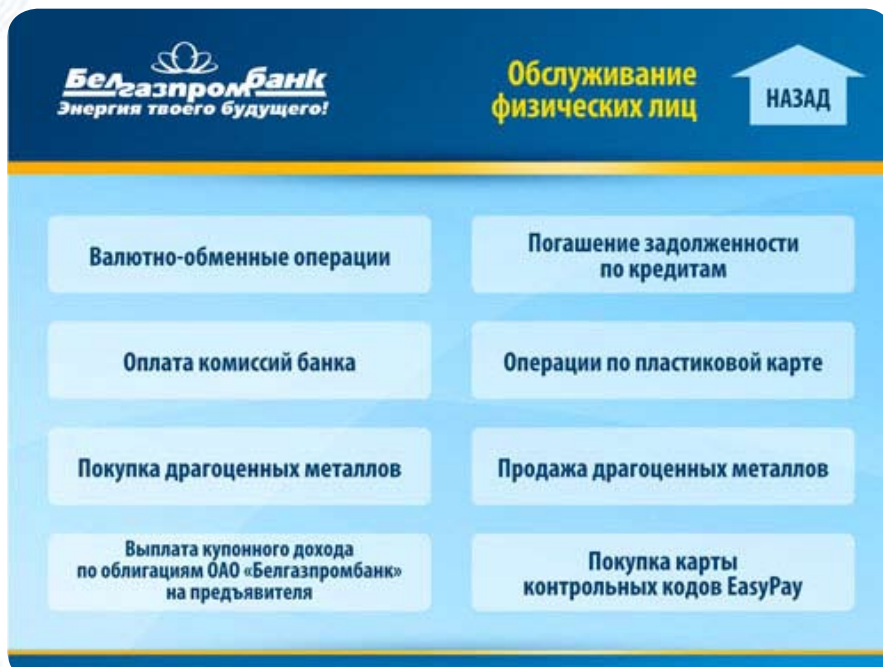 Белгазпромбанк
Энергия твоего будущего!
Обслуживание
физических лиц
НАЗАД
Валютно-обменные операции
Погашение задолженности
по кредитам
Оплата комиссий банка
Операции по пластиковой карте
Покупка драгоценных металлов
Продажа драгоценных металлов
Выплата купонного дохода
по облигациям ОАО «Белгазпромбанк»
на предъявителя
Покупка карты
контрольных кодов EasyPay